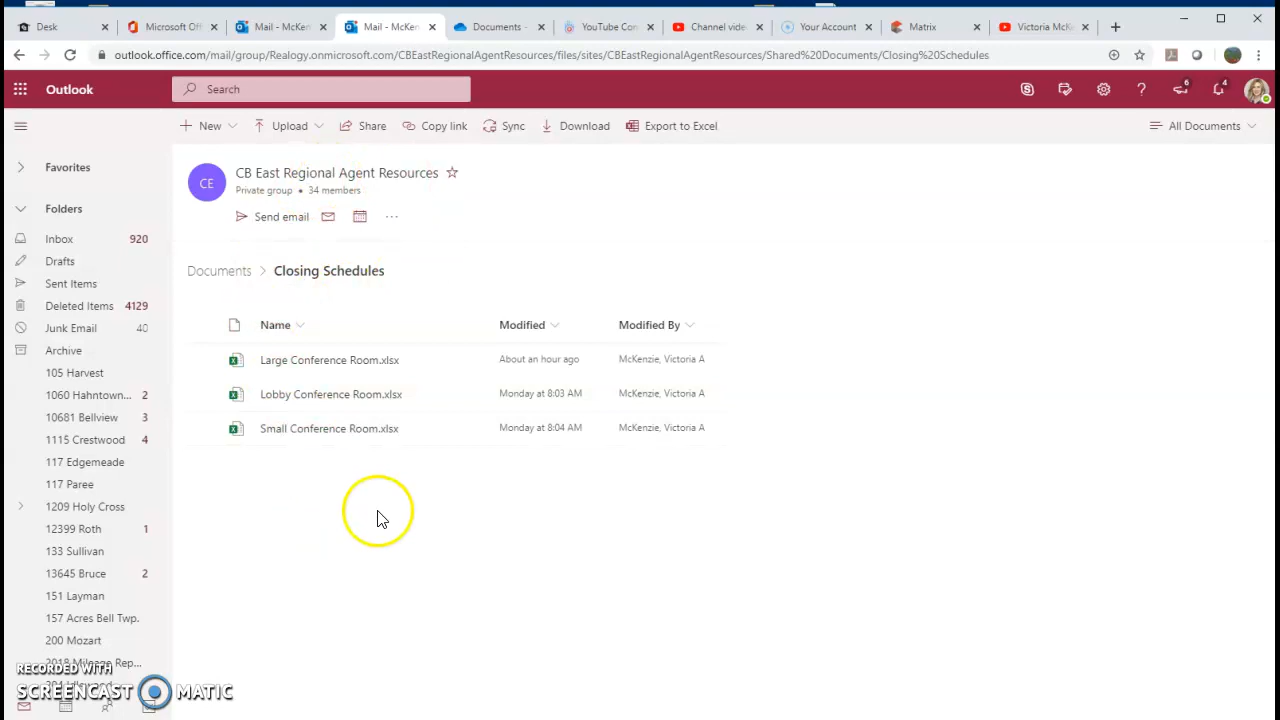 Desk
Microsoft Off
Mail - McKen
Mail - McKen
Documents -
YouTube Con
Channel vide
Your Account
Matrix
Victoria McKe
outlook.office.com/mail/group/Realogy.onmicrosoft.com/CBEastRegionalAgentResources/files/sites/CBEastRegionalAgentResources/Shared%20Documents/Closing%20Schedules
Outlook
Search
6
4
New
Upload
Share
Copy link
Sync
Download
Export to Excel
All Documents
Favorites
CE
CB East Regional Agent Resources
Private group • 34 members
Folders
Send email
Inbox 920
Drafts
Documents > Closing Schedules
Sent Items
Deleted Items 4129
Name Modified Modified By
Junk Email 40
Archive
Large Conference Room.xlsx About an hour ago McKenzie, Victoria A
105 Harvest
1060 Hahntown... 2
Lobby Conference Room.xlsx Monday at 8:03 AM McKenzie, Victoria A
10681 Bellview 3
Small Conference Room.xlsx Monday at 8:04 AM McKenzie, Victoria A
1115 Crestwood 4
117 Edgemeade
117 Paree
1209 Holy Cross
12399 Roth 1
133 Sullivan
13645 Bruce 2
151 Layman
157 Acres Bell Twp.
200 Mozart
2018 Mileage Rep...
RECORDED WITH
SCREENCAST MATIC